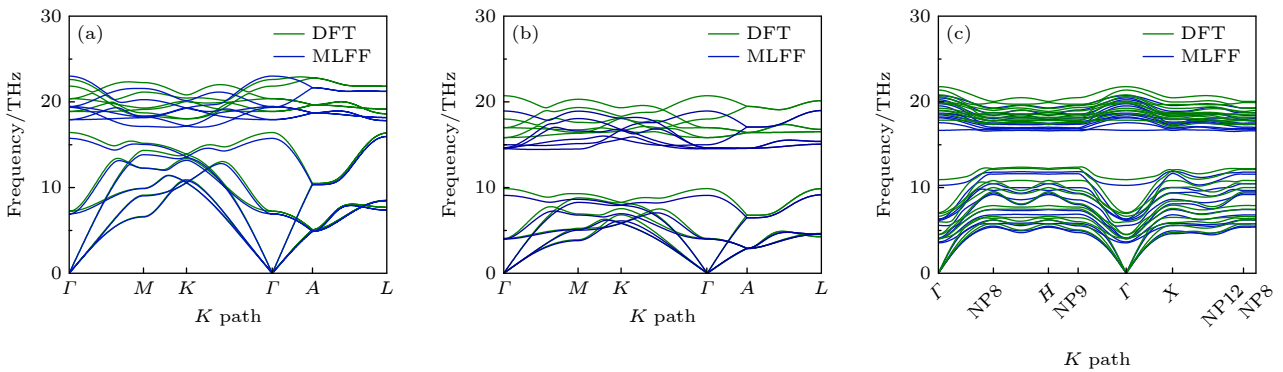 (a)
DFT
MLFF
30
20
10
0
Frequency/THz
Γ M K Γ A L
K path
(b)
DFT
MLFF
30
20
10
0
Frequency/THz
Γ M K Γ A L
K path
(c)
DFT
MLFF
30
20
10
0
Frequency/THz
Γ NP8 H NP9 Γ X NP12 NP8
K path